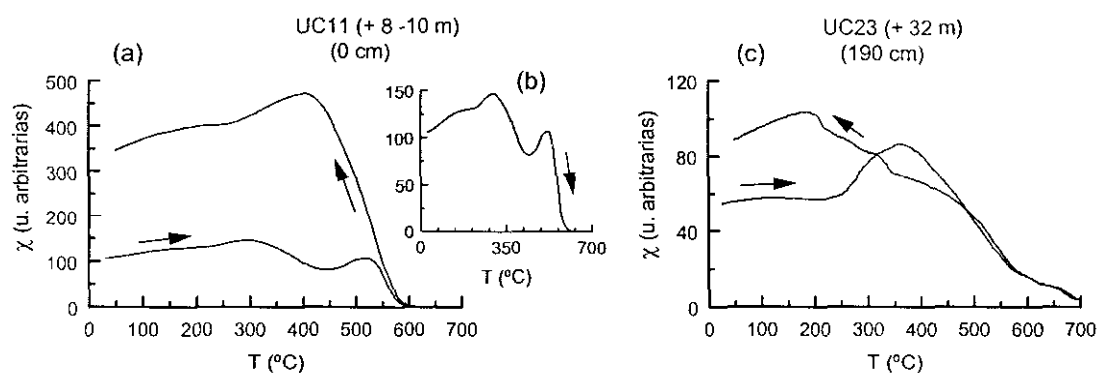 UC11 (+ 8 -10 m)
(0 cm)
(a)
χ (u. arbitrarias)
500
400
300
200
100
0
0 100 200 300 400 500 600 700
T (ºC)
(b)
150
100
50
0
0 350 700
T (ºC)
UC23 (+ 32 m)
(190 cm)
(c)
χ (u. arbitrarias)
120
80
40
0
0 100 200 300 400 500 600 700
T (ºC)